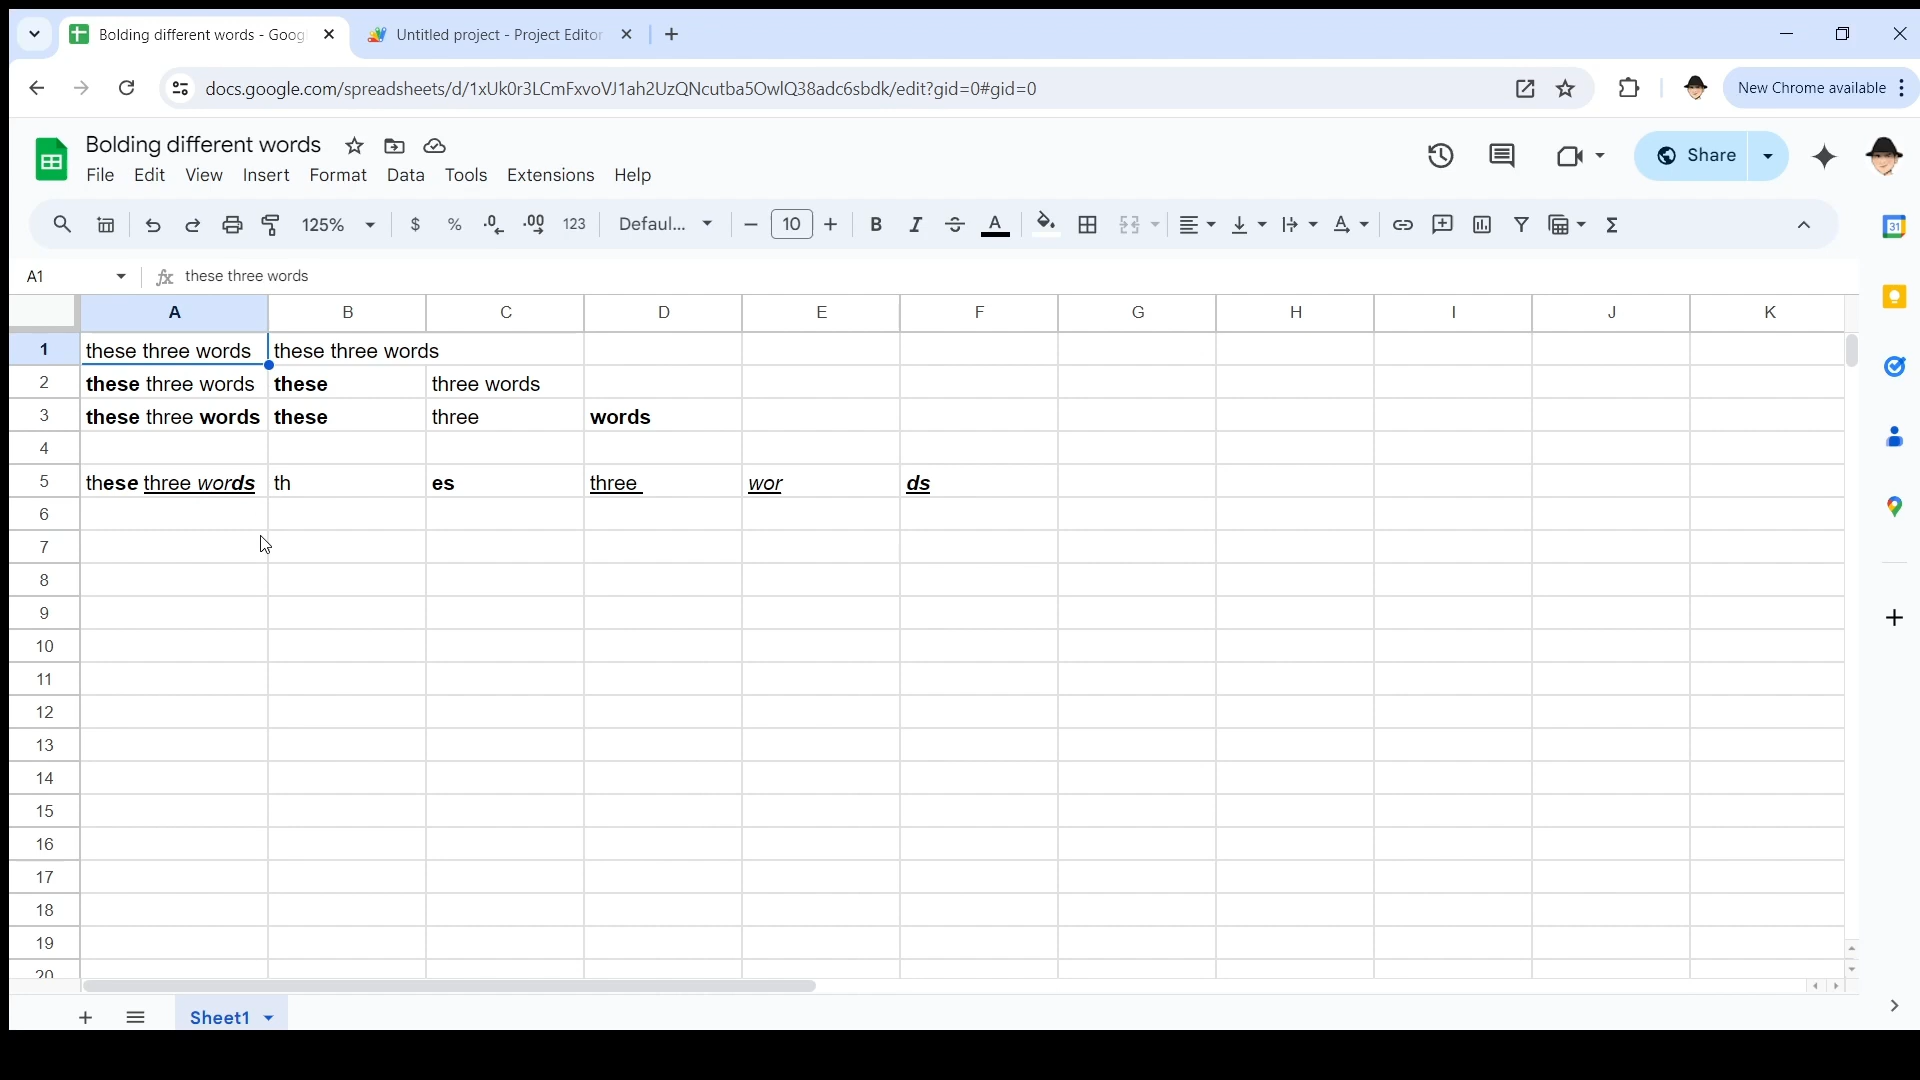 Bolding different words - Goog
Untitled project - Project Editor
docs.google.com/spreadsheets/d/1xUk0r3LCmFxvoVJ1ah2UzQNcutba5OwlQ38adc6sbdk/edit?gid=0#gid=0
New Chrome available
Bolding different words
File Edit View Insert Format Data Tools Extensions Help
Share
125% $ % .0 .00 123 Defaul... 10 B I A
31
A1 fx these three words
A B C D E F G H I J K
1 these three words these three words
2 these three words these three words
3 these three words these three words
4
5 these three words th es three wor ds
6
7
8
9
10
11
12
13
14
15
16
17
18
19
20
Sheet1